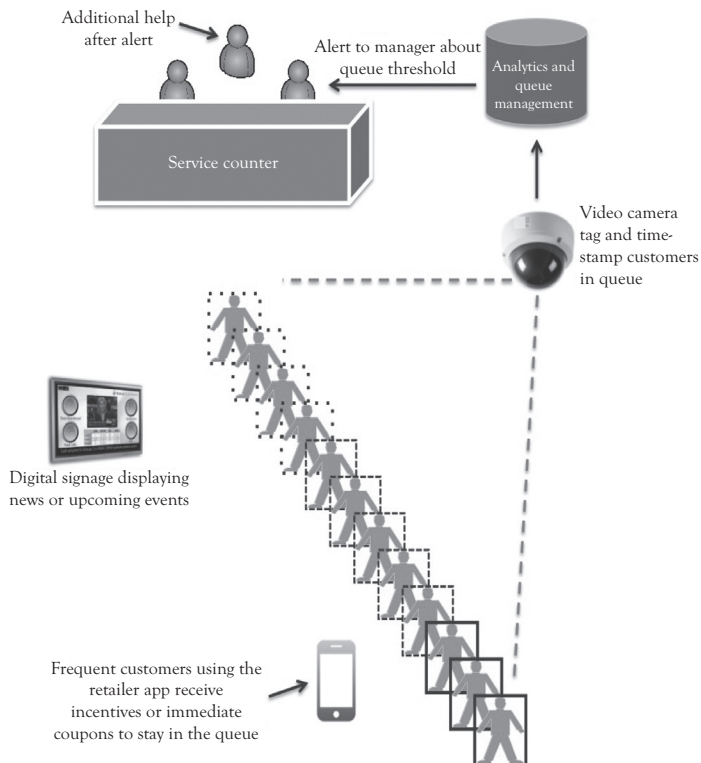 Additional help
after alert
Alert to manager about
queue threshold
Analytics and
queue
management
Service counter
Video camera
tag and time-
stamp customers
in queue
Digital signage displaying
news or upcoming events
Frequent customers using the
retailer app receive
incentives or immediate
coupons to stay in the queue